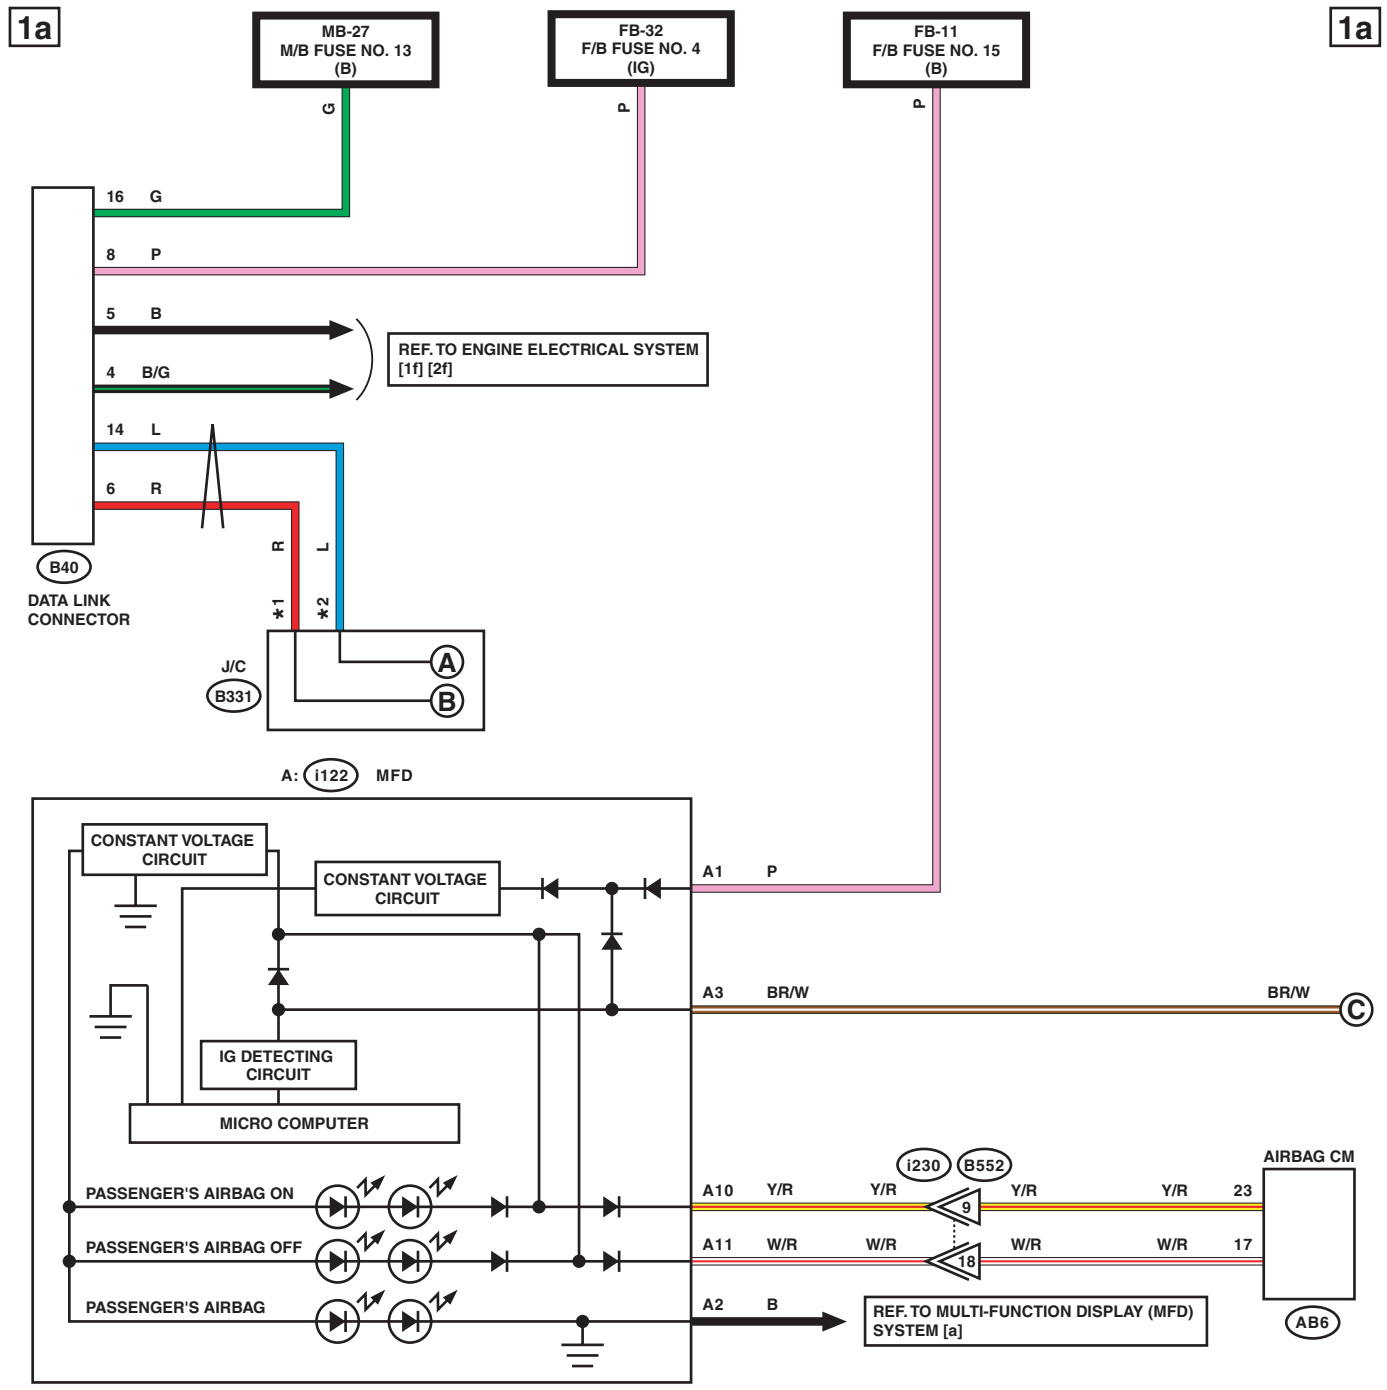 1a
MB-27
M/B FUSE NO. 13
(B)
FB-32
F/B FUSE NO. 4
(IG)
FB-11
F/B FUSE NO. 15
(B)
1a
G
P
P
16 G
8 P
5 B
4 B/G
REF. TO ENGINE ELECTRICAL SYSTEM
[1f] [2f]
14 L
6 R
R
L
*1
*2
B40
DATA LINK
CONNECTOR
J/C
B331
A
B
A: i122 MFD
CONSTANT VOLTAGE
CIRCUIT
CONSTANT VOLTAGE
CIRCUIT
A1 P
A3 BR/W BR/W
C
IG DETECTING
CIRCUIT
MICRO COMPUTER
i230 B552
AIRBAG CM
PASSENGER'S AIRBAG ON
A10 Y/R Y/R 9 Y/R Y/R 23
PASSENGER'S AIRBAG OFF
A11 W/R W/R 18 W/R W/R 17
PASSENGER'S AIRBAG
A2 B
REF. TO MULTI-FUNCTION DISPLAY (MFD)
SYSTEM [a]
AB6